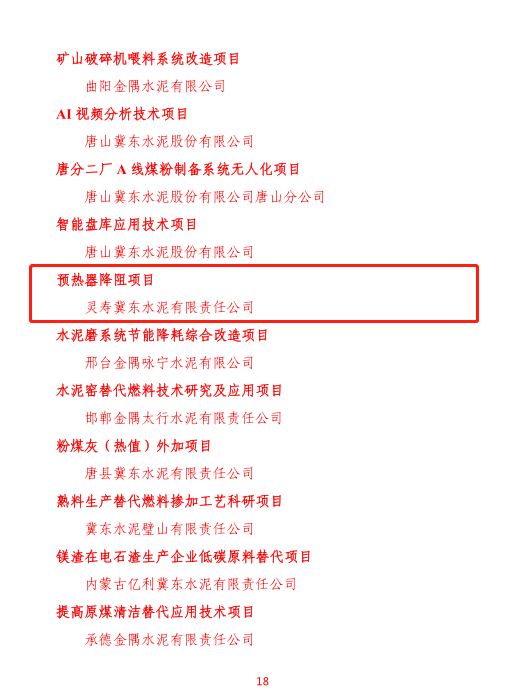 矿山破碎机喂料系统改造项目
曲阳金隅水泥有限公司
AI 视频分析技术项目
唐山冀东水泥股份有限公司
唐分二厂 A 线煤粉制备系统无人化项目
唐山冀东水泥股份有限公司唐山分公司
智能盘库应用技术项目
唐山冀东水泥股份有限公司
预热器降阻项目
灵寿冀东水泥有限责任公司
水泥磨系统节能降耗综合改造项目
邢台金隅咏宁水泥有限公司
水泥窑替代燃料技术研究及应用项目
邯郸金隅太行水泥有限责任公司
粉煤灰（热值）外加项目
唐县冀东水泥有限责任公司
熟料生产替代燃料掺加工艺科研项目
冀东水泥璧山有限责任公司
镁渣在电石渣生产企业低碳原料替代项目
内蒙古亿利冀东水泥有限责任公司
提高原煤清洁替代应用技术项目
承德金隅水泥有限责任公司
18